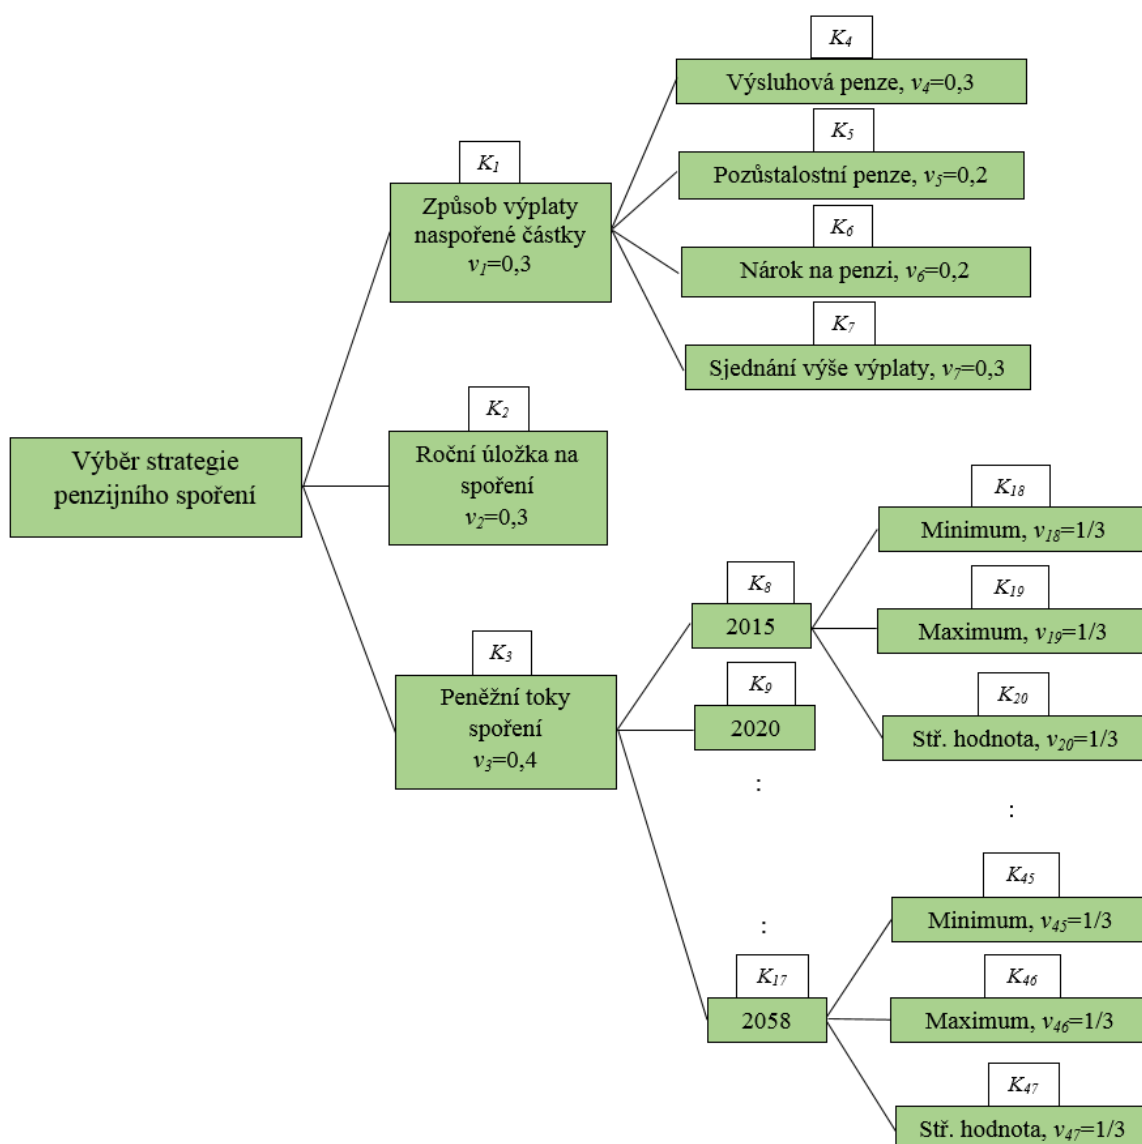 K4
Výsluhová penze, v4=0,3
K5
Pozůstalostní penze, v5=0,2
K1
Způsob výplaty
naspořené částky
v1=0,3
K6
Nárok na penzi, v6=0,2
K7
Sjednání výše výplaty, v7=0,3
K2
Roční úložka na
spoření
v2=0,3
Výběr strategie
penzijního spoření
K18
Minimum, v18=1/3
K8
2015
K19
Maximum, v19=1/3
K3
Peněžní toky
spoření
v3=0,4
K9
2020
K20
Stř. hodnota, v20=1/3
:
:
K45
Minimum, v45=1/3
:
K17
2058
K46
Maximum, v46=1/3
K47
Stř. hodnota, v47=1/3